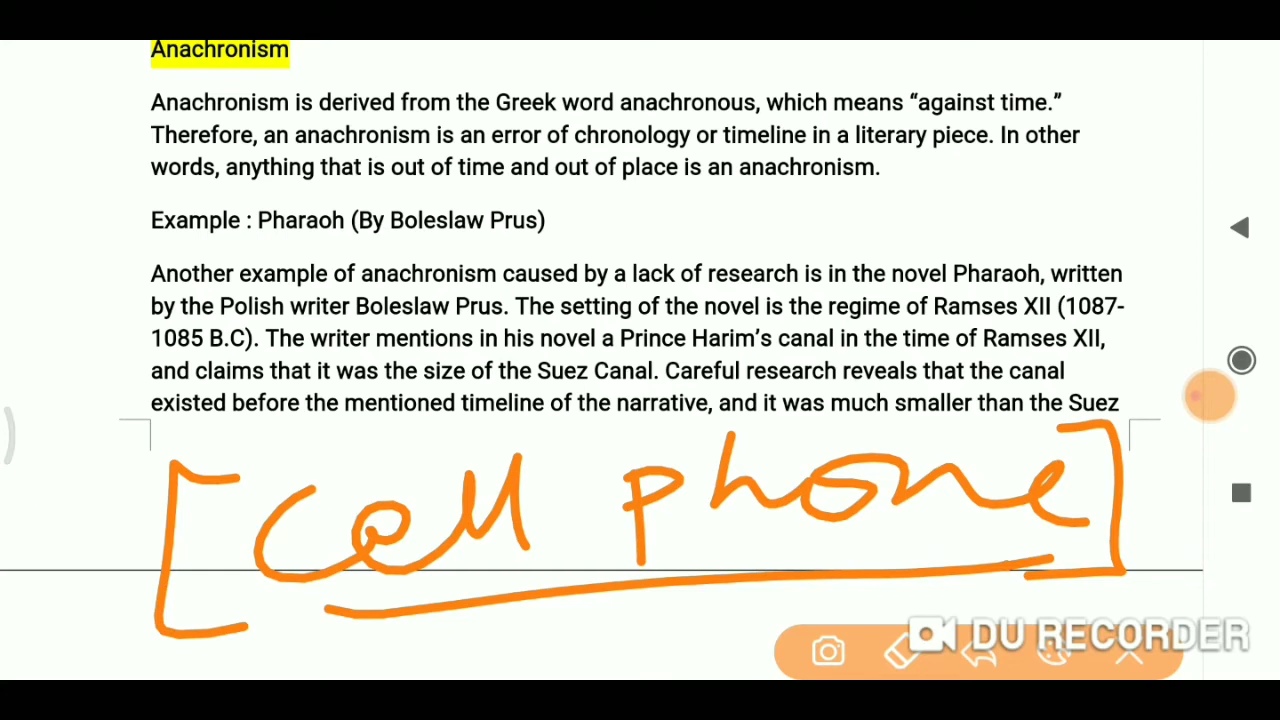 Anachronism
Anachronism is derived from the Greek word anachronous, which means “against time.”
Therefore, an anachronism is an error of chronology or timeline in a literary piece. In other
words, anything that is out of time and out of place is an anachronism.
Example : Pharaoh (By Boleslaw Prus)
Another example of anachronism caused by a lack of research is in the novel Pharaoh, written
by the Polish writer Boleslaw Prus. The setting of the novel is the regime of Ramses XII (1087-
1085 B.C). The writer mentions in his novel a Prince Harim’s canal in the time of Ramses XII,
and claims that it was the size of the Suez Canal. Careful research reveals that the canal
existed before the mentioned timeline of the narrative, and it was much smaller than the Suez
[Cell phone]
DU RECORDER